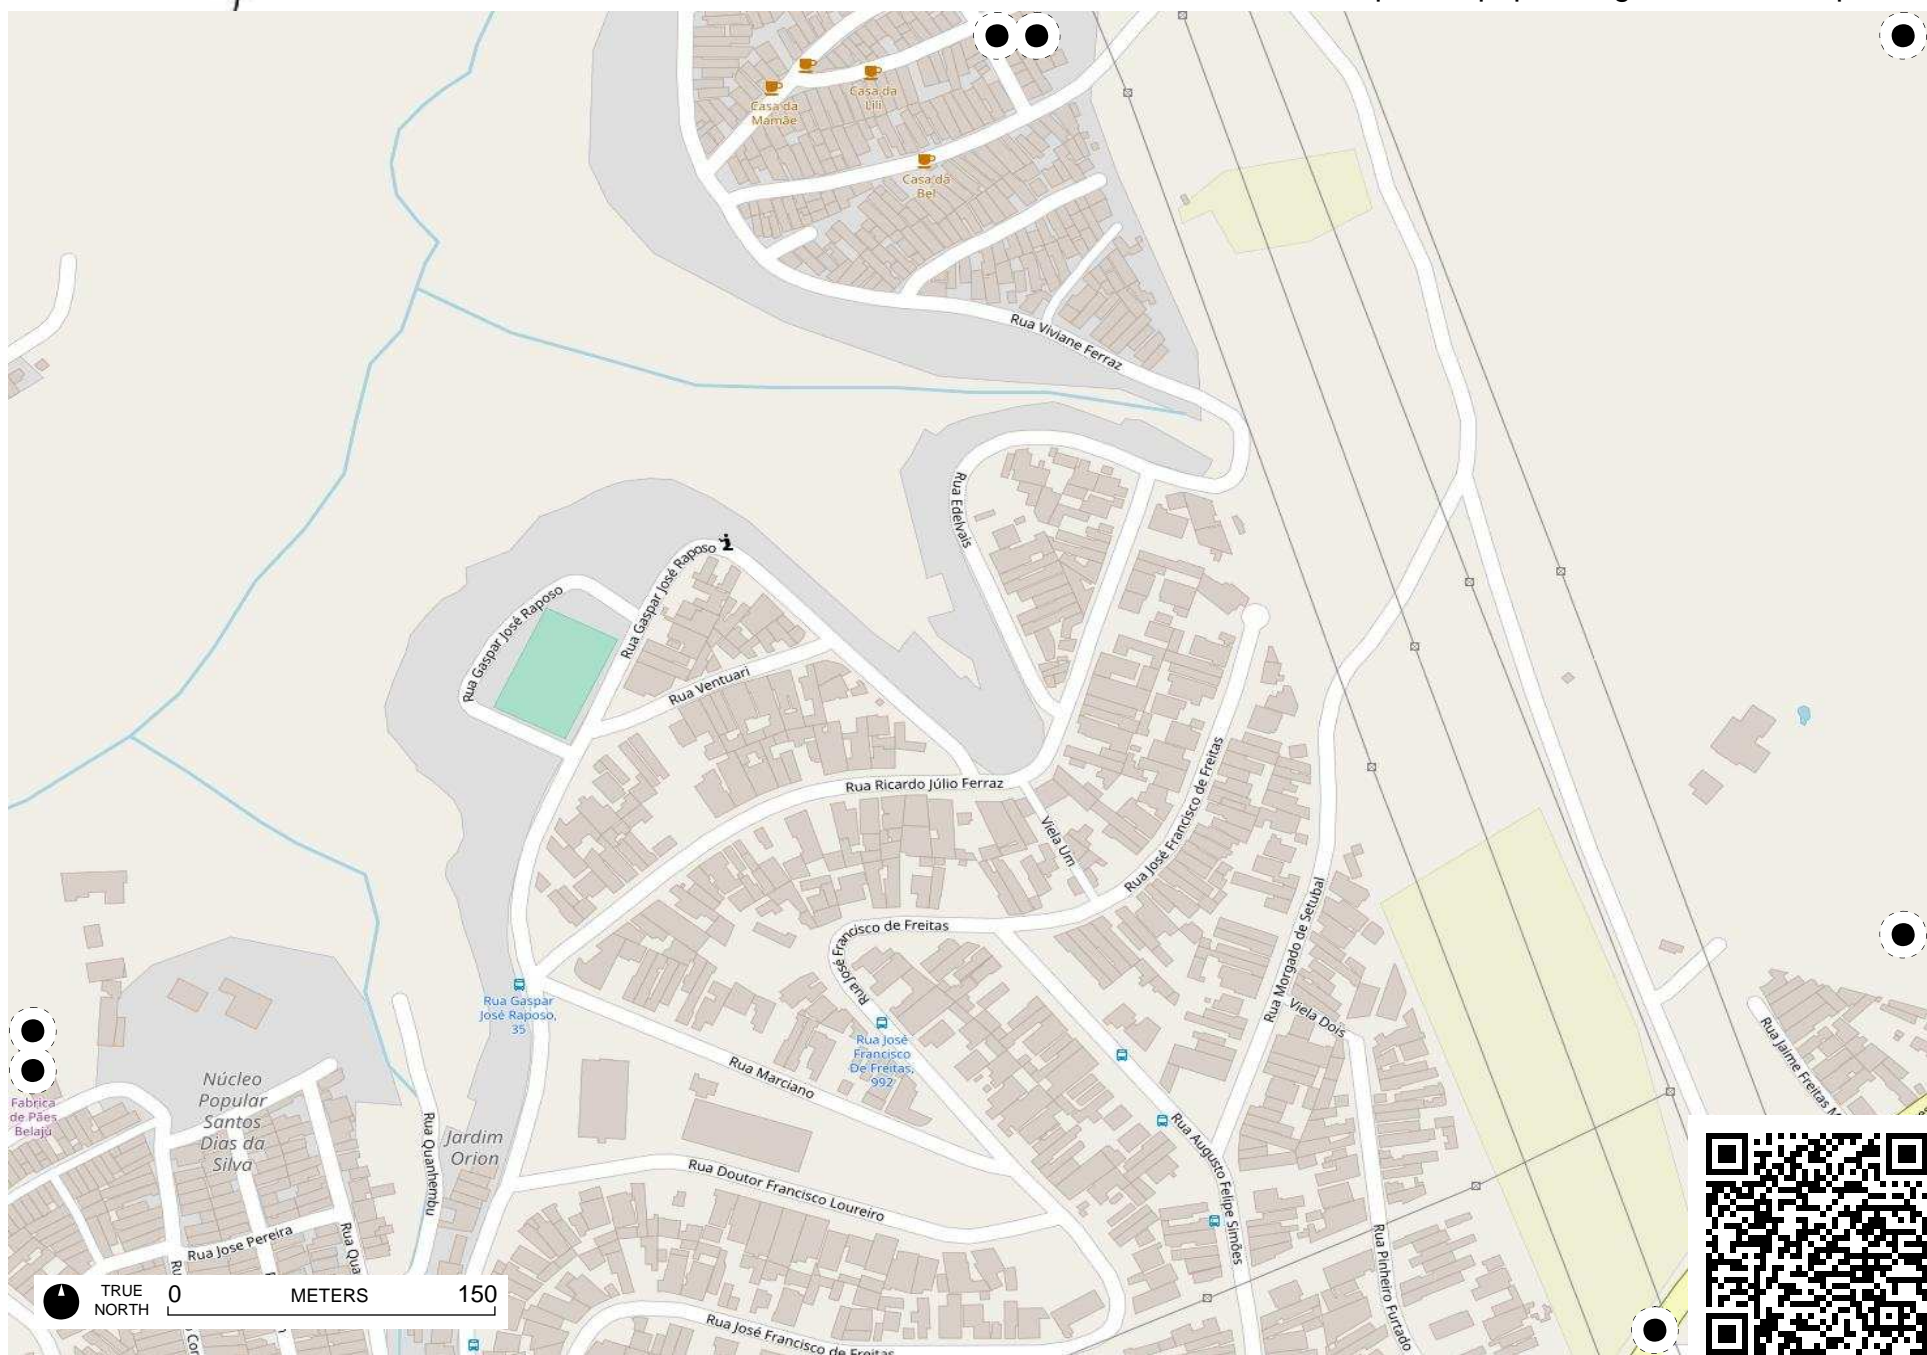 Casa da
Lili
Casa da
Mamãe
Casa da
Bel
Rua Viviane Ferraz
Rua Edelvais
Rua Gaspar José Raposo
Rua Gaspar José Raposo
Rua Ventuari
Rua Ricardo Júlio Ferraz
Viela Um
Rua José Francisco de Freitas
Rua José Francisco de Freitas
Rua Morgado de Setubal
Viela Dois
Rua Gaspar
José Raposo,
35
Rua José
Francisco
De Freitas,
992
Rua Marciano
Rua Jaime Freitas M
Núcleo
Popular
Santos
Dias da
Silva
Fabrica
de Pães
Belaju
Rua Quanhembu
Jardim
Orion
Rua Augusto Felipe Simões
Rua Doutor Francisco Loureiro
Rua Jose Pereira
Rua Qua
Rua Pinheiro Furtado
TRUE
NORTH
0 METERS 150
Rua José Francisco de Freitas